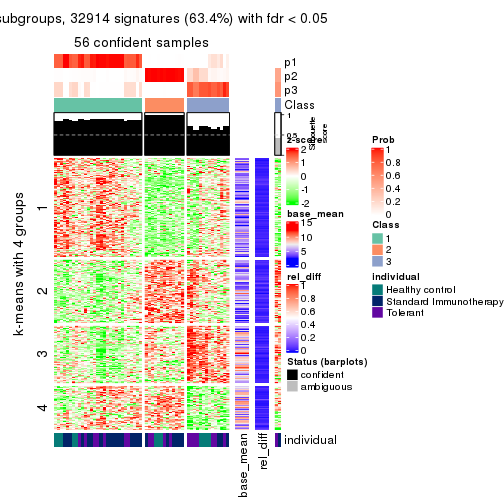 subgroups, 32914 signatures (63.4%) with fdr < 0.05
56 confident samples
p1
p2
p3
Class
1
0.5
Silhouette
score
z-score
2
1
0
-1
-2
base_mean
15
10
5
0
rel_diff
1
0.8
0.6
0.4
0.2
0
Status (barplots)
confident
ambiguous
Prob
1
0.8
0.6
0.4
0.2
0
Class
1
2
3
individual
Healthy control
Standard Immunotherapy
Tolerant
k-means with 4 groups
1
2
3
4
individual
base_mean
rel_diff